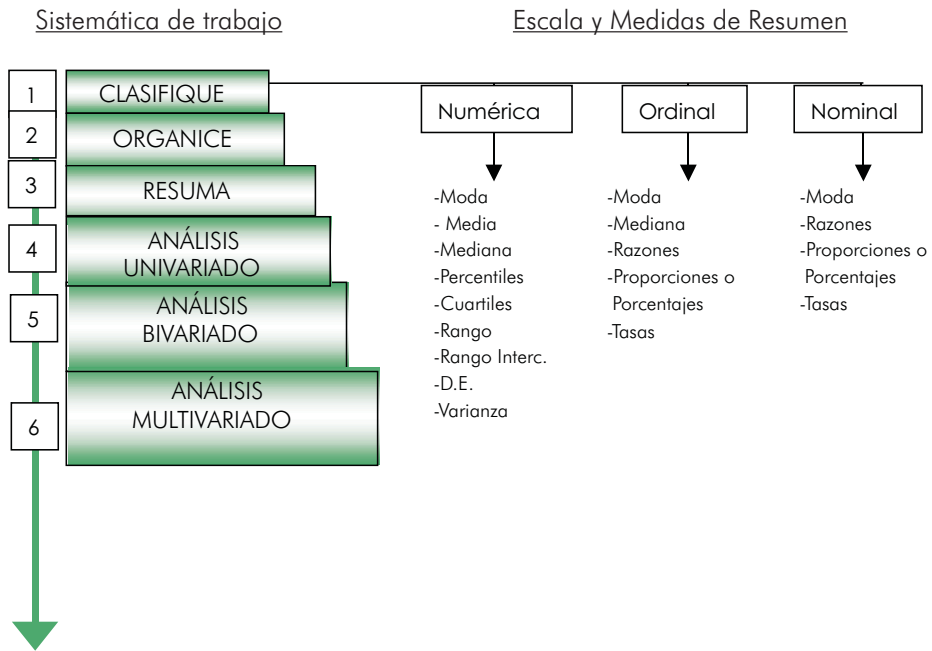 Sistemática de trabajo
Escala y Medidas de Resumen
1
CLASIFIQUE
2
ORGANICE
3
RESUMA
4
ANÁLISIS
UNIVARIADO
5
ANÁLISIS
BIVARIADO
6
ANÁLISIS
MULTIVARIADO
Numérica
-Moda
- Media
-Mediana
-Percentiles
-Cuartiles
-Rango
-Rango Interc.
-D.E.
-Varianza
Ordinal
-Moda
-Mediana
-Razones
-Proporciones o
Porcentajes
-Tasas
Nominal
-Moda
-Razones
-Proporciones o
Porcentajes
-Tasas